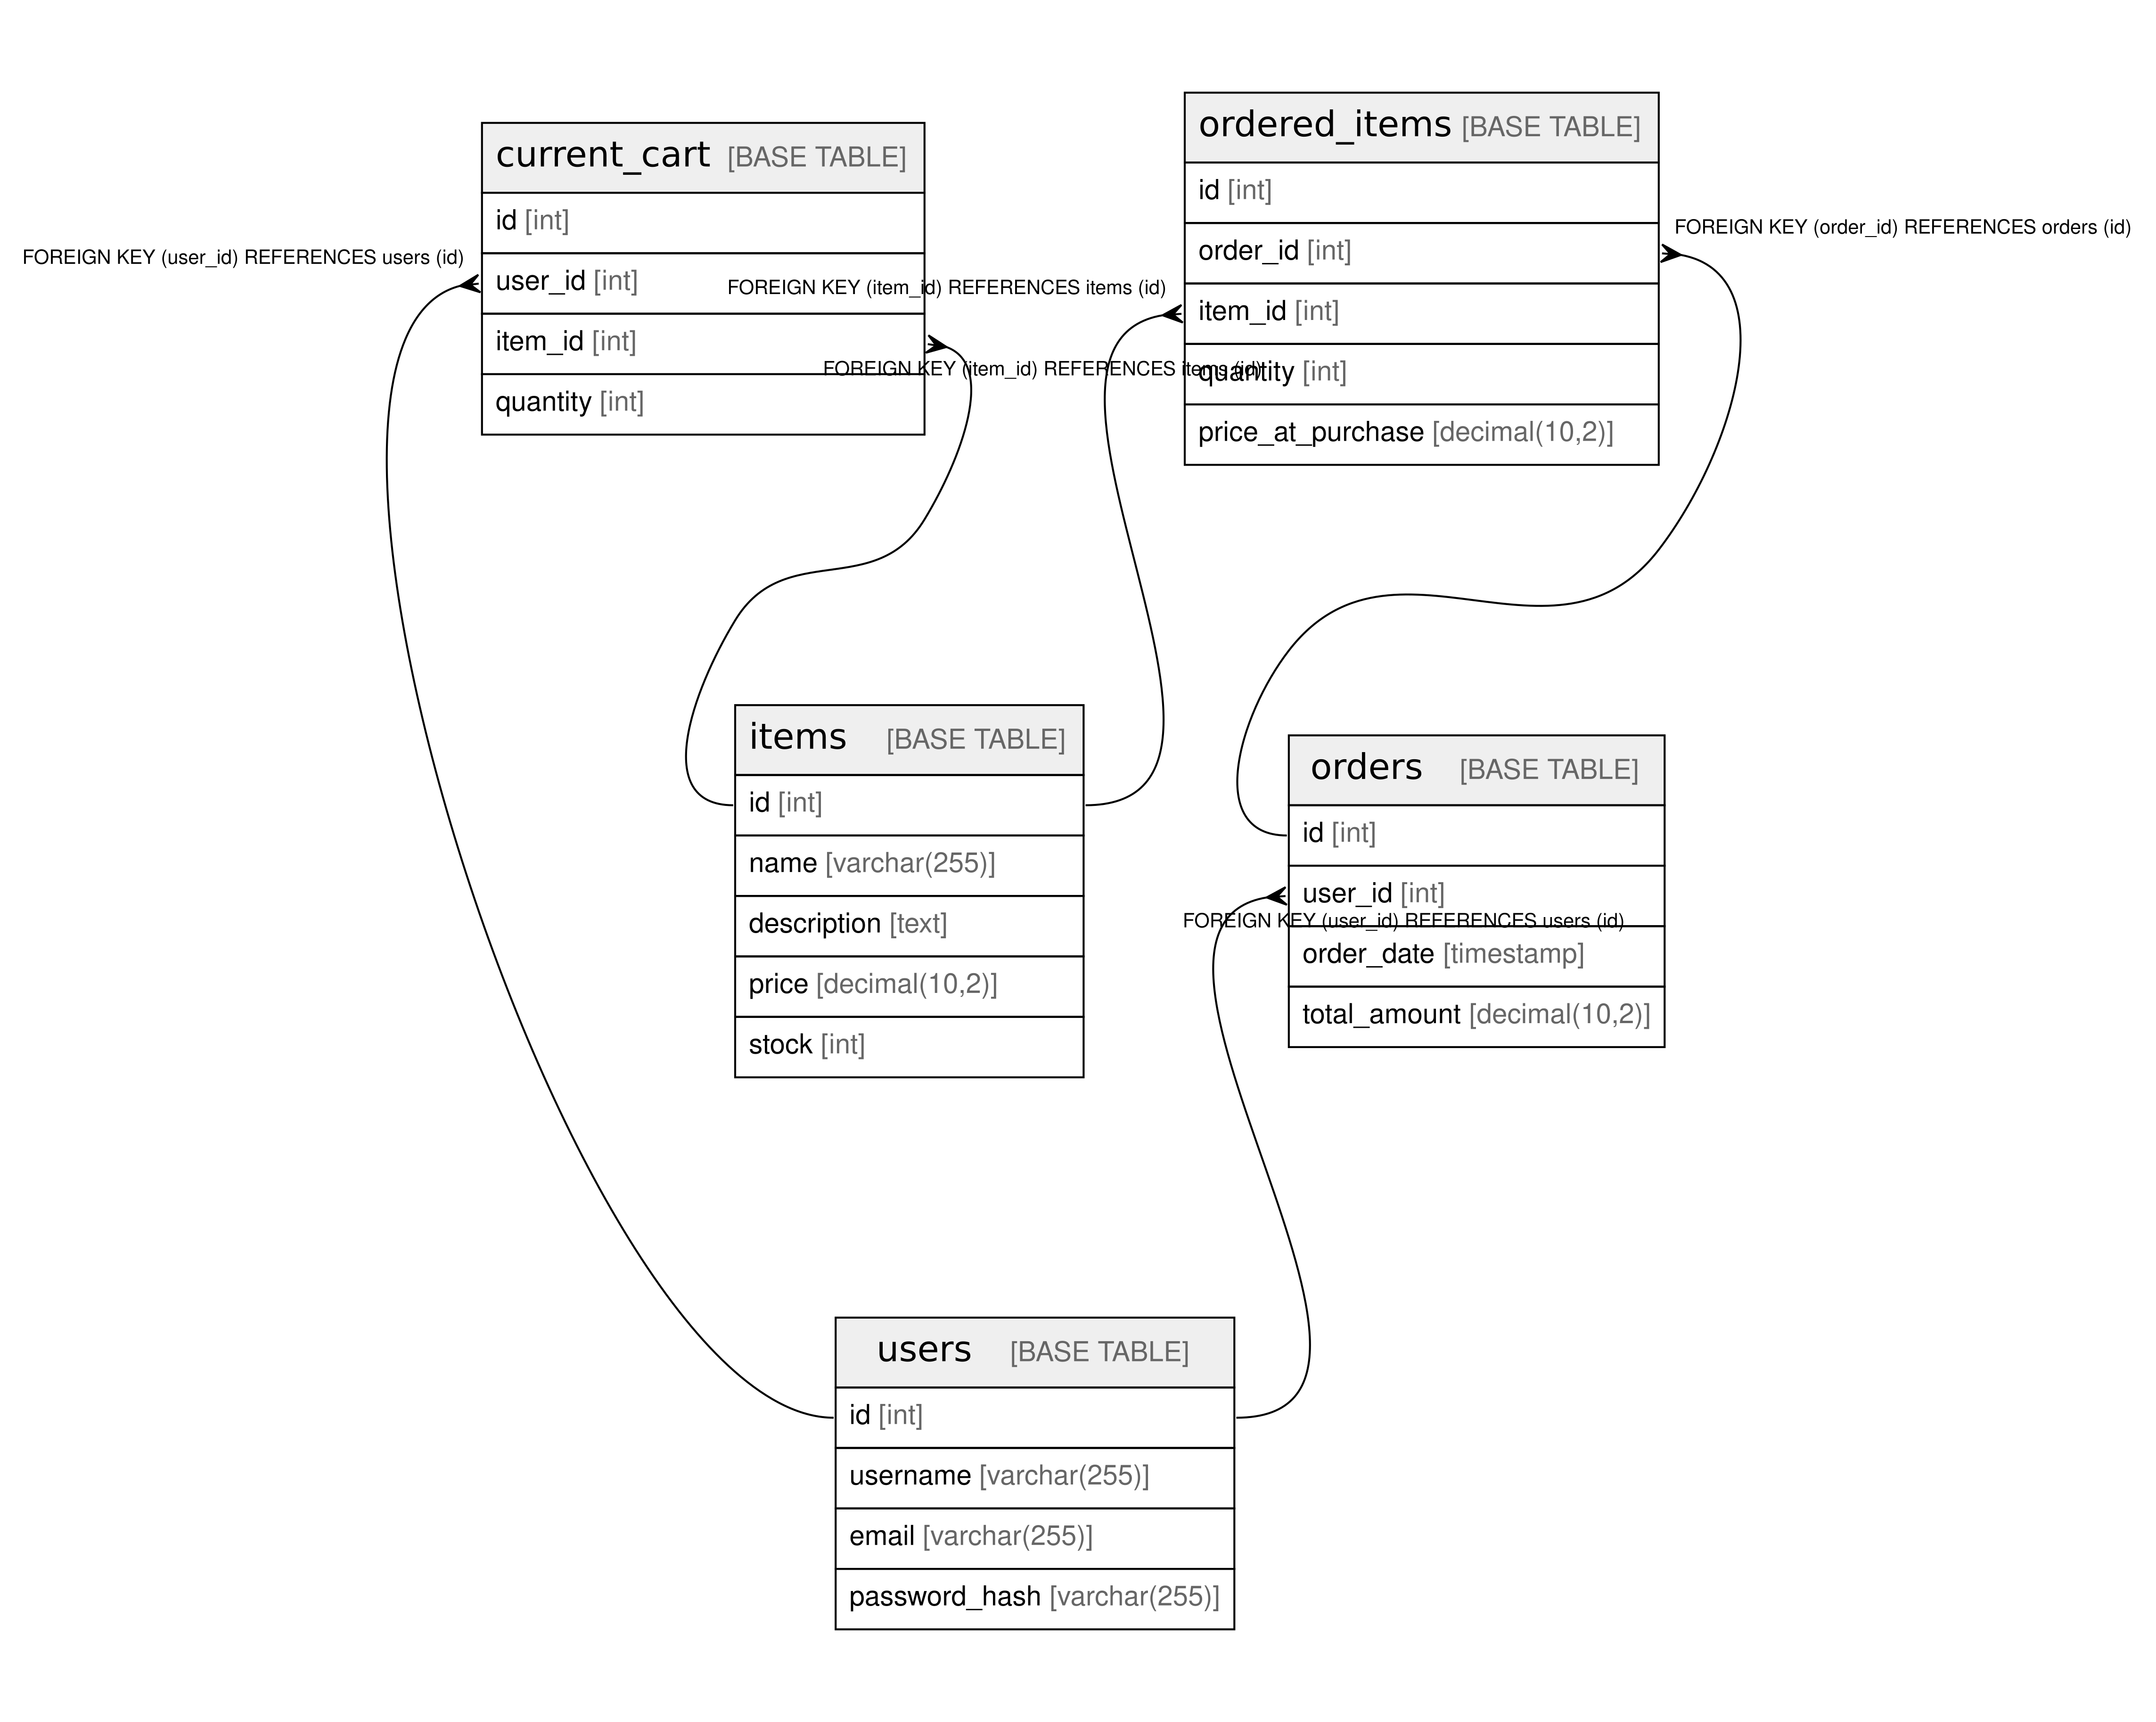 current_cart [BASE TABLE]
id [int]
user_id [int]
item_id [int]
quantity [int]
FOREIGN KEY (user_id) REFERENCES users (id)
FOREIGN KEY (item_id) REFERENCES items (id)
ordered_items [BASE TABLE]
id [int]
order_id [int]
item_id [int]
quantity [int]
price_at_purchase [decimal(10,2)]
FOREIGN KEY (order_id) REFERENCES orders (id)
FOREIGN KEY (item_id) REFERENCES items (id)
items [BASE TABLE]
id [int]
name [varchar(255)]
description [text]
price [decimal(10,2)]
stock [int]
orders [BASE TABLE]
id [int]
user_id [int]
FOREIGN KEY (user_id) REFERENCES users (id)
order_date [timestamp]
total_amount [decimal(10,2)]
users [BASE TABLE]
id [int]
username [varchar(255)]
email [varchar(255)]
password_hash [varchar(255)]